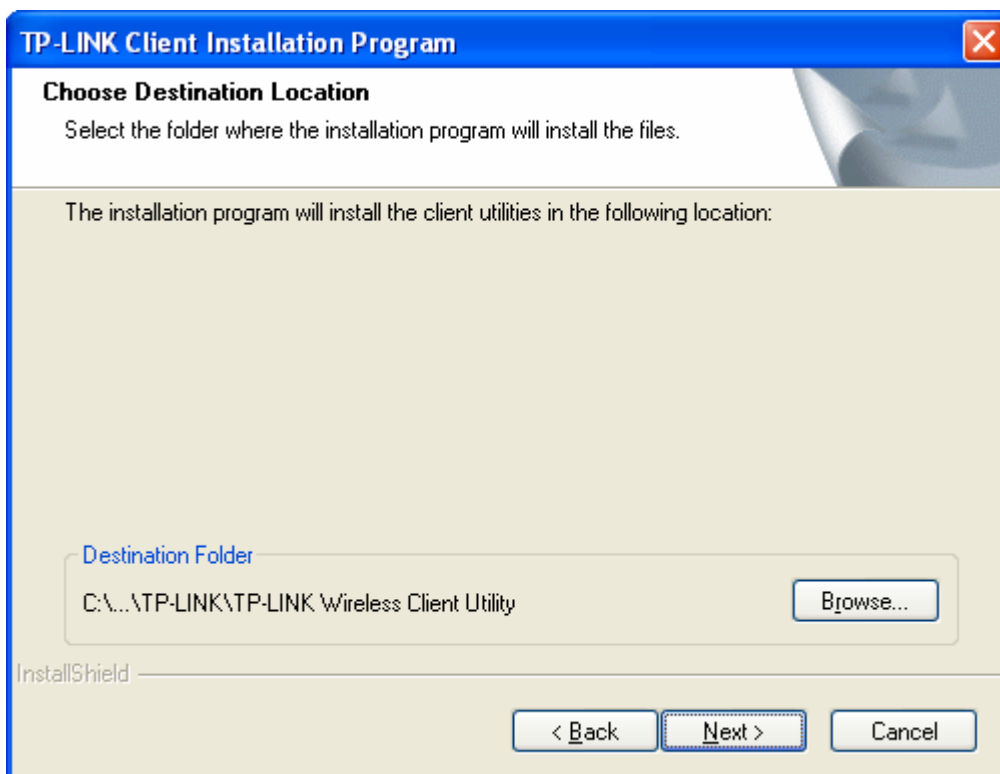 TP-LINK Client Installation Program
Choose Destination Location
Select the folder where the installation program will install the files.
The installation program will install the client utilities in the following location:
Destination Folder
C:\...\TP-LINK\TP-LINK Wireless Client Utility
Browse...
InstallShield
< Back
Next >
Cancel